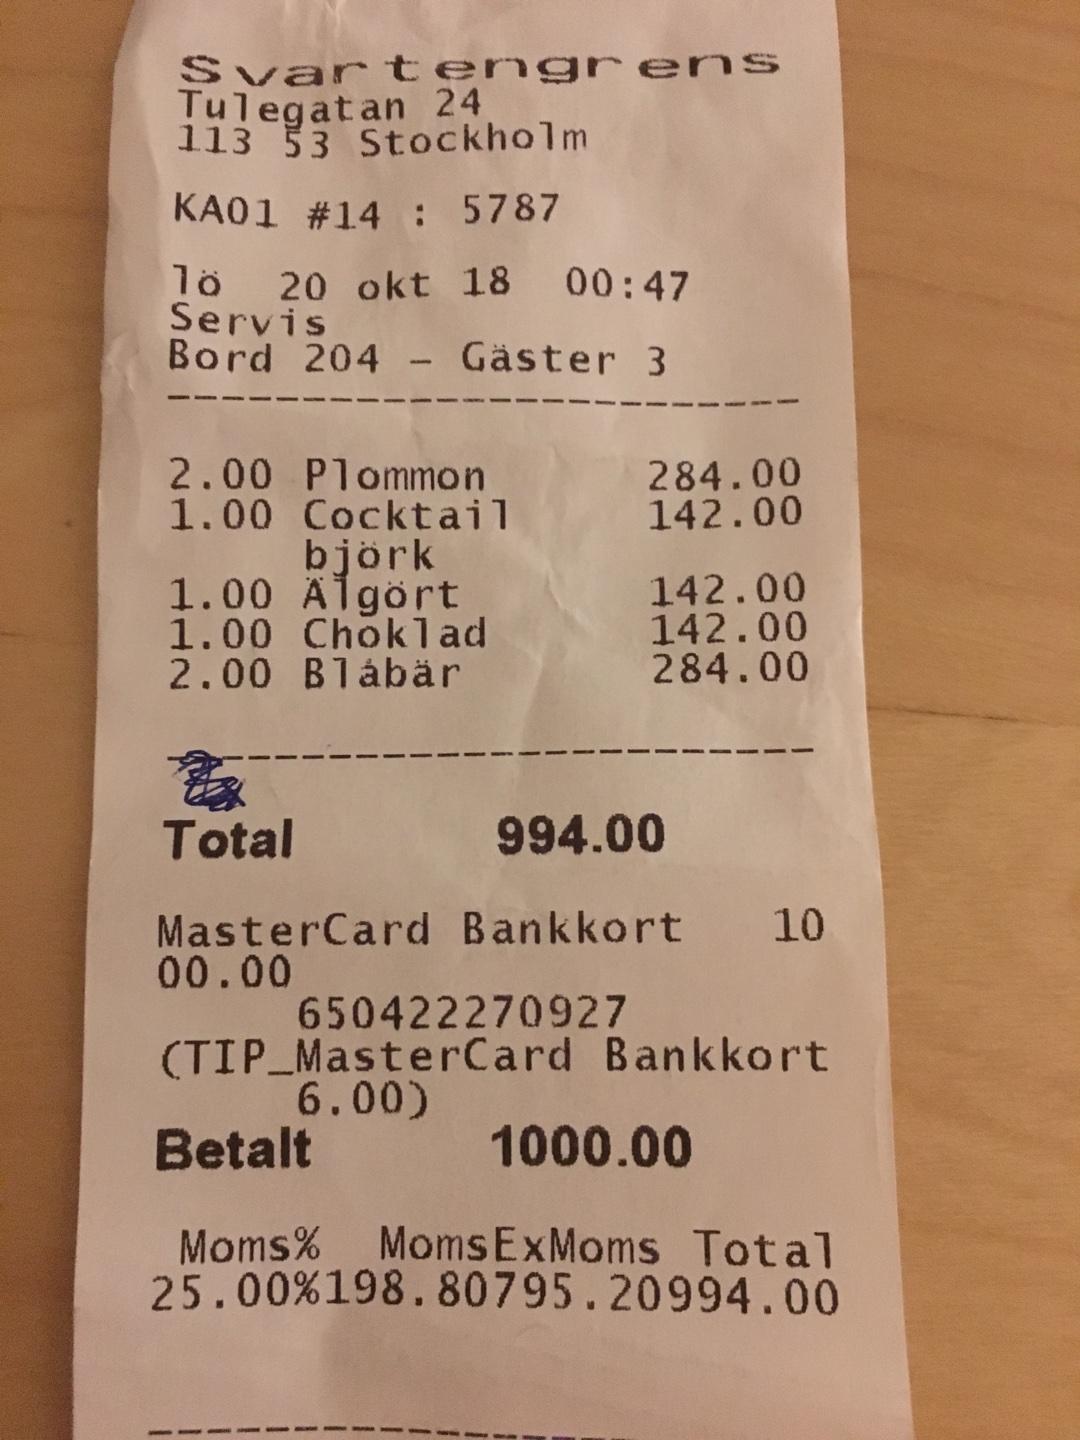 Svartengrens
Tulegatan 24
113 53 Stockholm
KA01 #14 : 5787
lö 20 okt 18 00:47
Servis
Bord 204 - Gäster 3
------------------------
2.00 Plommon 284.00
1.00 Cocktail 142.00
björk
1.00 Älgört 142.00
1.00 Choklad 142.00
2.00 Blåbär 284.00
------------------------
Total 994.00
MasterCard Bankkort 10
00.00
650422270927
(TIP_MasterCard Bankkort
6.00)
Betalt 1000.00
Moms% MomsExMoms Total
25.00%198.80795.20994.00
------------------------